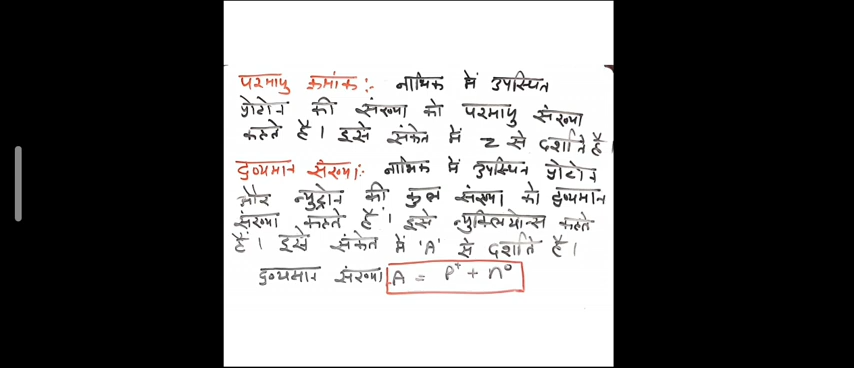 परमाणु क्रमांक :- नाभिक में उपस्थित
प्रोटोन की संख्या को परमाणु संख्या
कहते है। इसे संकेत में Z से दर्शाते है।
द्रव्यमान संख्या:- नाभिक में उपस्थित प्रोटोन
और न्युट्रोन की कुल संख्या को द्रव्यमान
संख्या कहते है। इसे न्युक्लियोन्स कहते
हैं। इसे संकेत में 'A' से दर्शाते है।
द्रव्यमान संख्या A = P⁺ + n⁰